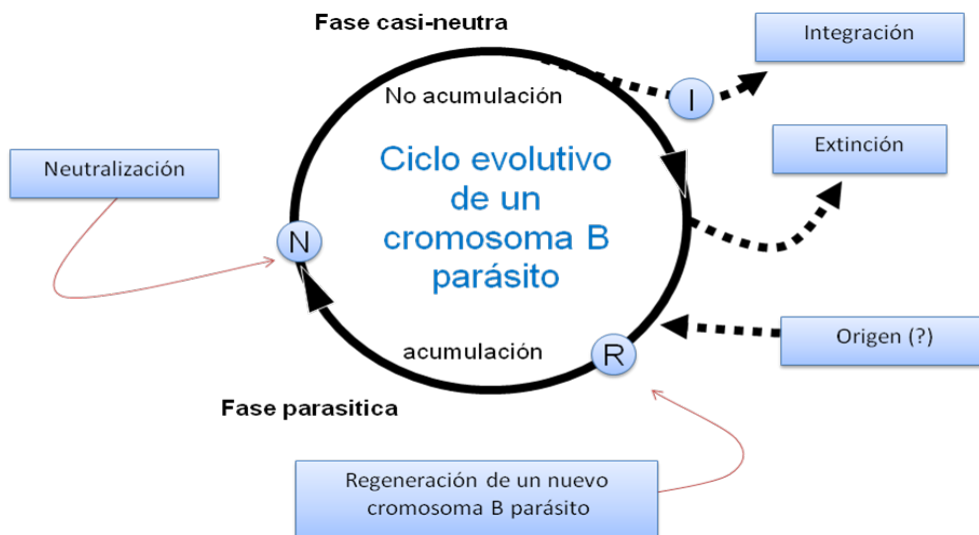 Fase casi-neutra
Integración
No acumulación
I
Neutralización
Ciclo evolutivo
de un
cromosoma B
parásito
Extinción
N
acumulación
R
Origen (?)
Fase parasitica
Regeneración de un nuevo
cromosoma B parásito